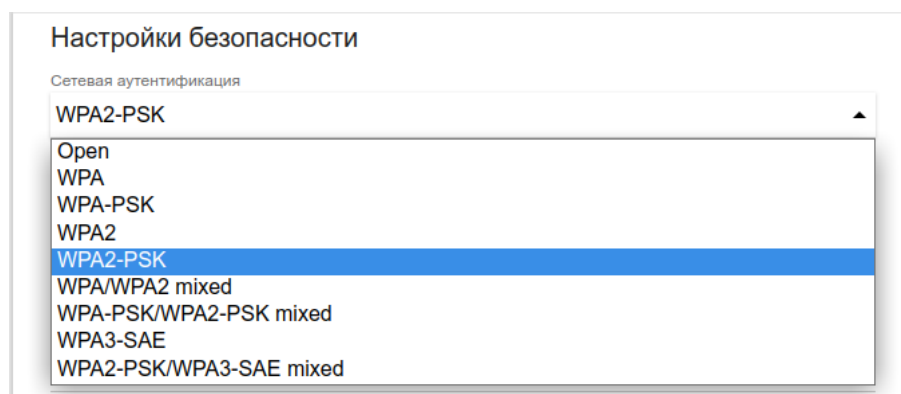 Настройки безопасности
Сетевая аутентификация
WPA2-PSK
Open
WPA
WPA-PSK
WPA2
WPA2-PSK
WPA/WPA2 mixed
WPA-PSK/WPA2-PSK mixed
WPA3-SAE
WPA2-PSK/WPA3-SAE mixed